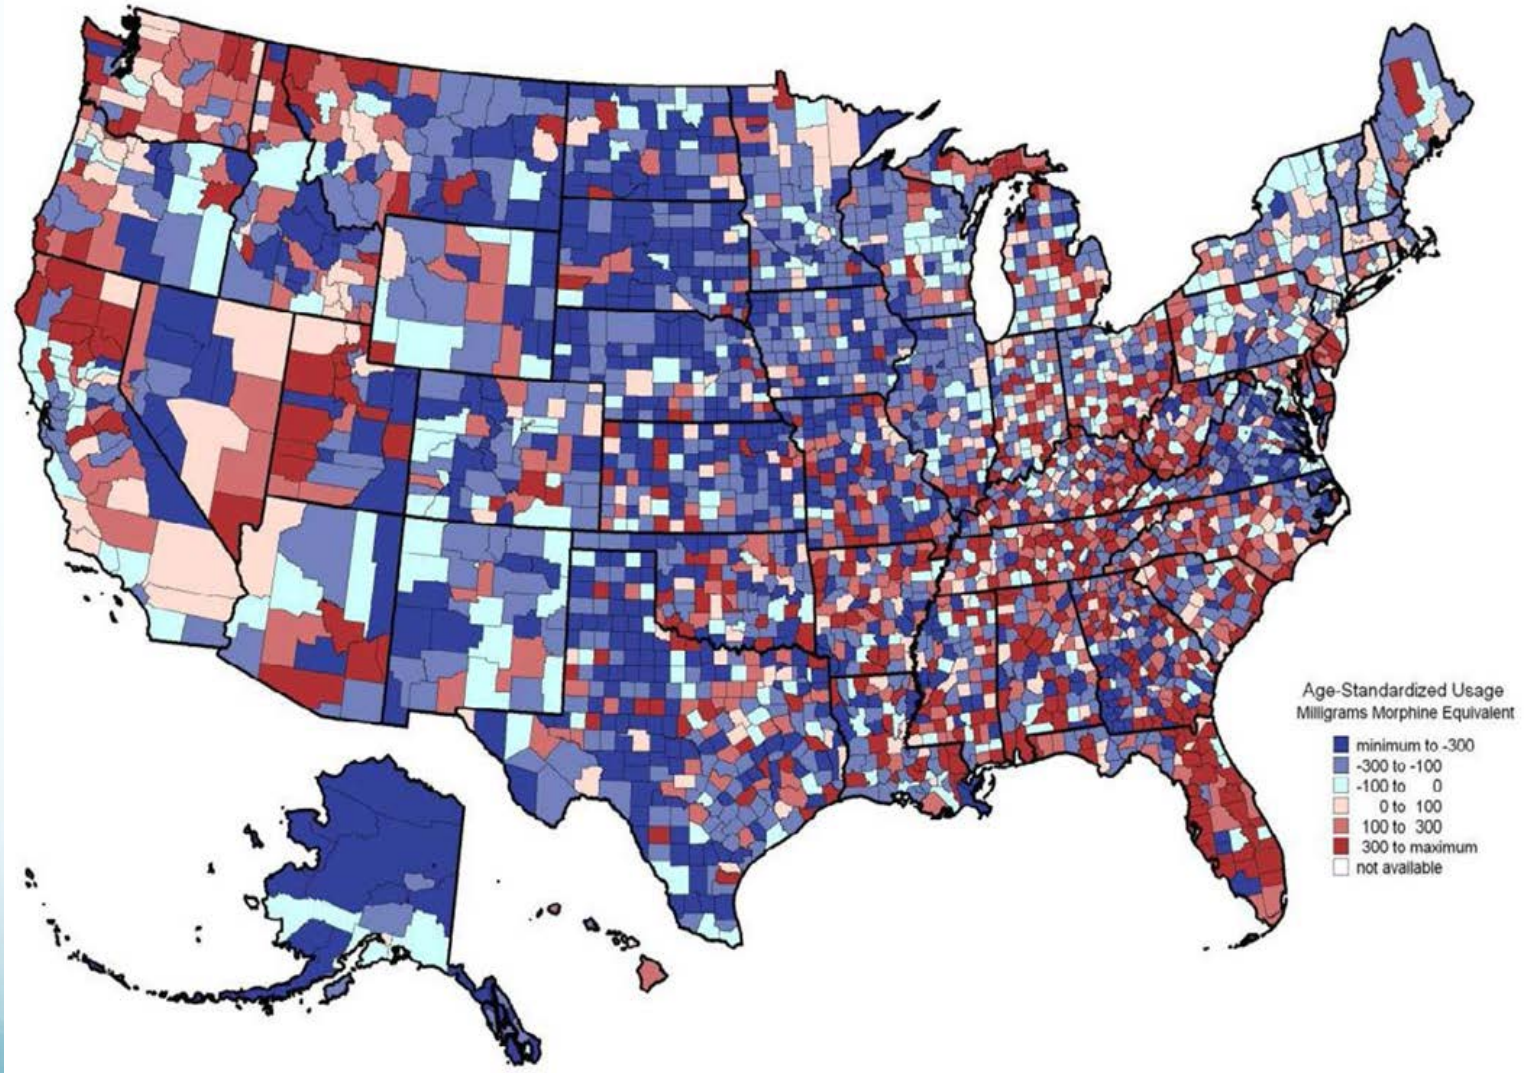 Age-Standardized Usage
Milligrams Morphine Equivalent
minimum to -300
-300 to -100
-100 to 0
0 to 100
100 to 300
300 to maximum
not available